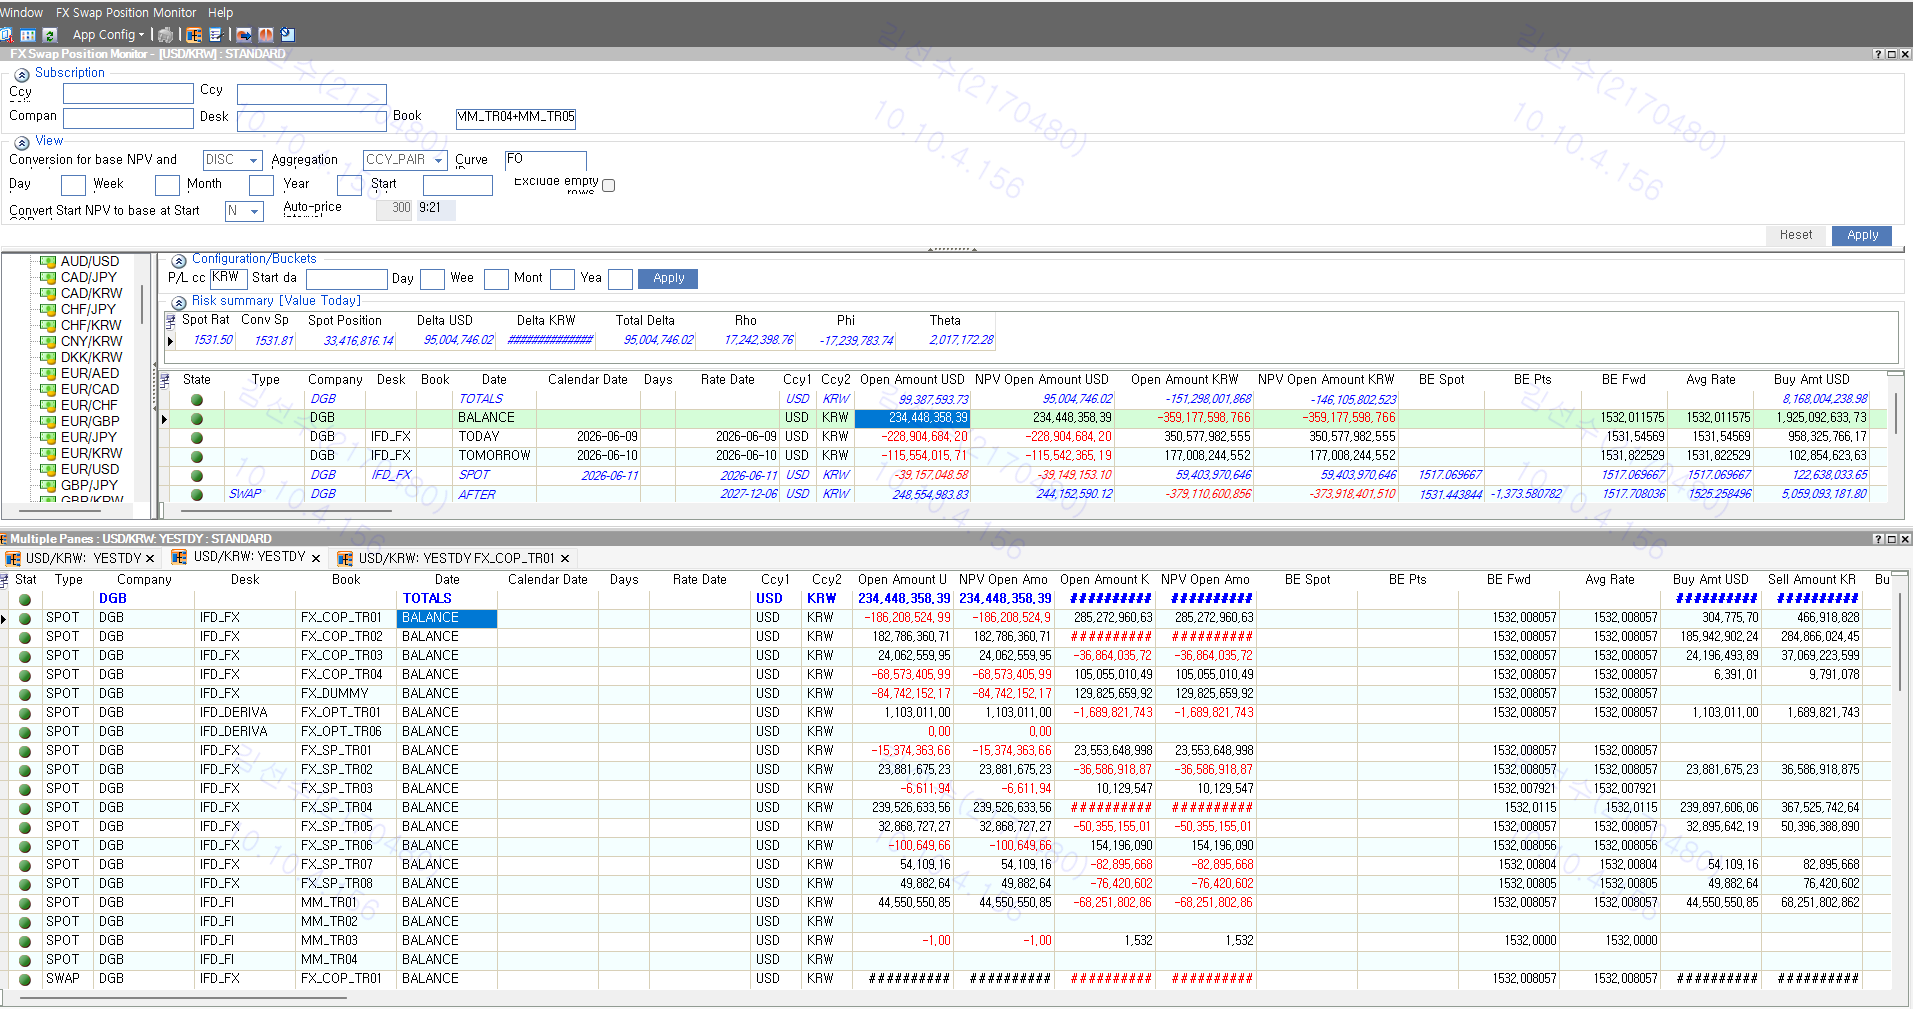 Window FX Swap Position Monitor Help
App Config
FX Swap Position Monitor - [USD/KRW] : STANDARD
Subscription
Ccy Ccy
Compan Desk Book MM_TR04+MM_TR05
View
Conversion for base NPV and DISC Aggregation CCY_PAIR Curve FO
Day Week Month Year Start Exclude empty rows
Convert Start NPV to base at Start N Auto-price 300 9:21
Reset Apply
AUD/USD
CAD/JPY
CAD/KRW
CHF/JPY
CHF/KRW
CNY/KRW
DKK/KRW
EUR/AED
EUR/CAD
EUR/CHF
EUR/GBP
EUR/JPY
EUR/KRW
EUR/USD
GBP/JPY
GBP/KRW
Configuration/Buckets
P/L cc KRW Start da Day Wee Mont Yea Apply
Risk summary [Value Today]
Spot Rat Conv Sp Spot Position Delta USD Delta KRW Total Delta Rho Phi Theta
1531.50 1531.81 33,416,816.14 95,004,746.02 ############## 95,004,746.02 17,242,398.76 -17,239,783.74 2,017,172.28
State Type Company Desk Book Date Calendar Date Days Rate Date Ccy1 Ccy2 Open Amount USD NPV Open Amount USD Open Amount KRW NPV Open Amount KRW BE Spot BE Pts BE Fwd Avg Rate Buy Amt USD
DGB TOTALS USD KRW 99,387,593.73 95,004,746.02 -151,298,001,868 -146,105,802,523 8,168,004,238.98
DGB BALANCE USD KRW 234,448,358.39 234,448,358.39 -359,177,598,766 -359,177,598,766 1532.011575 1532.011575 1,925,092,633.73
DGB IFD_FX TODAY 2026-06-09 2026-06-09 USD KRW -228,904,684.20 -228,904,684.20 350,577,982,555 350,577,982,555 1531.54569 1531.54569 958,325,766.17
DGB IFD_FX TOMORROW 2026-06-10 2026-06-10 USD KRW -115,554,015.71 -115,542,365.19 177,008,244,552 177,008,244,552 1531.822529 1531.822529 102,854,623.63
DGB IFD_FX SPOT 2026-06-11 2026-06-11 USD KRW -39,157,048.58 -39,149,153.10 59,403,970,646 59,403,970,646 1517.069667 1517.069667 1517.069667 122,638,033.65
SWAP DGB AFTER 2027-12-06 USD KRW 248,554,983.83 244,152,590.12 -379,110,600,856 -373,918,401,510 1531.443844 -1,373.580782 1517.708036 1525.258496 5,059,093,181.80
Multiple Panes : USD/KRW: YESTDY : STANDARD
USD/KRW: YESTDY × USD/KRW: YESTDY × USD/KRW: YESTDY FX_COP_TR01 ×
Stat Type Company Desk Book Date Calendar Date Days Rate Date Ccy1 Ccy2 Open Amount U NPV Open Amo Open Amount K NPV Open Amo BE Spot BE Pts BE Fwd Avg Rate Buy Amt USD Sell Amount KR Bu
DGB TOTALS USD KRW 234,448,358.39 234,448,358.39 ########## ########## ########## ##########
SPOT DGB IFD_FX FX_COP_TR01 BALANCE USD KRW -186,208,524.99 -186,208,524.9 285,272,960,63 285,272,960,63 1532.008057 1532.008057 304,775.70 466,918,828
SPOT DGB IFD_FX FX_COP_TR02 BALANCE USD KRW 182,786,360.71 182,786,360.71 ########## ########## 1532.008057 1532.008057 185,942,902.24 284,866,024,45
SPOT DGB IFD_FX FX_COP_TR03 BALANCE USD KRW 24,062,559.95 24,062,559.95 -36,864,035,72 -36,864,035,72 1532.008057 1532.008057 24,196,493.89 37,069,223,599
SPOT DGB IFD_FX FX_COP_TR04 BALANCE USD KRW -68,573,405.99 -68,573,405.99 105,055,010,49 105,055,010,49 1532.008057 1532.008057 6,391.01 9,791,078
SPOT DGB IFD_FX FX_DUMMY BALANCE USD KRW -84,742,152.17 -84,742,152.17 129,825,659,92 129,825,659,92 1532.008057 1532.008057
SPOT DGB IFD_DERIVA FX_OPT_TR01 BALANCE USD KRW 1,103,011.00 1,103,011.00 -1,689,821,743 -1,689,821,743 1532.008057 1532.008057 1,103,011.00 1,689,821,743
SPOT DGB IFD_DERIVA FX_OPT_TR06 BALANCE USD KRW 0.00 0.00
SPOT DGB IFD_FX FX_SP_TR01 BALANCE USD KRW -15,374,363.66 -15,374,363.66 23,553,648,998 23,553,648,998 1532.008057 1532.008057
SPOT DGB IFD_FX FX_SP_TR02 BALANCE USD KRW 23,881,675.23 23,881,675.23 -36,586,918,87 -36,586,918,87 1532.008057 1532.008057 23,881,675.23 36,586,918,875
SPOT DGB IFD_FX FX_SP_TR03 BALANCE USD KRW -6,611.94 -6,611.94 10,129,547 10,129,547 1532.007921 1532.007921
SPOT DGB IFD_FX FX_SP_TR04 BALANCE USD KRW 239,526,633.56 239,526,633.56 ########## ########## 1532.0115 1532.0115 239,897,606.06 367,525,742,64
SPOT DGB IFD_FX FX_SP_TR05 BALANCE USD KRW 32,868,727.27 32,868,727.27 -50,355,155,01 -50,355,155,01 1532.008057 1532.008057 32,895,642.19 50,396,388,890
SPOT DGB IFD_FX FX_SP_TR06 BALANCE USD KRW -100,649.66 -100,649.66 154,196,090 154,196,090 1532.008056 1532.008056
SPOT DGB IFD_FX FX_SP_TR07 BALANCE USD KRW 54,109.16 54,109.16 -82,895,668 -82,895,668 1532.00804 1532.00804 54,109.16 82,895,668
SPOT DGB IFD_FX FX_SP_TR08 BALANCE USD KRW 49,882.64 49,882.64 -76,420,602 -76,420,602 1532.00805 1532.00805 49,882.64 76,420,602
SPOT DGB IFD_FI MM_TR01 BALANCE USD KRW 44,550,550.85 44,550,550.85 -68,251,802,86 -68,251,802,86 1532.008057 1532.008057 44,550,550.85 68,251,802,862
SPOT DGB IFD_FI MM_TR02 BALANCE USD KRW
SPOT DGB IFD_FI MM_TR03 BALANCE USD KRW -1.00 -1.00 1,532 1,532 1532.0000 1532.0000
SPOT DGB IFD_FI MM_TR04 BALANCE USD KRW
SWAP DGB IFD_FX FX_COP_TR01 BALANCE USD KRW ########## ########## ########## ########## 1532.008057 1532.008057 ########## ##########
김선수(2170480)
10.10.4.156